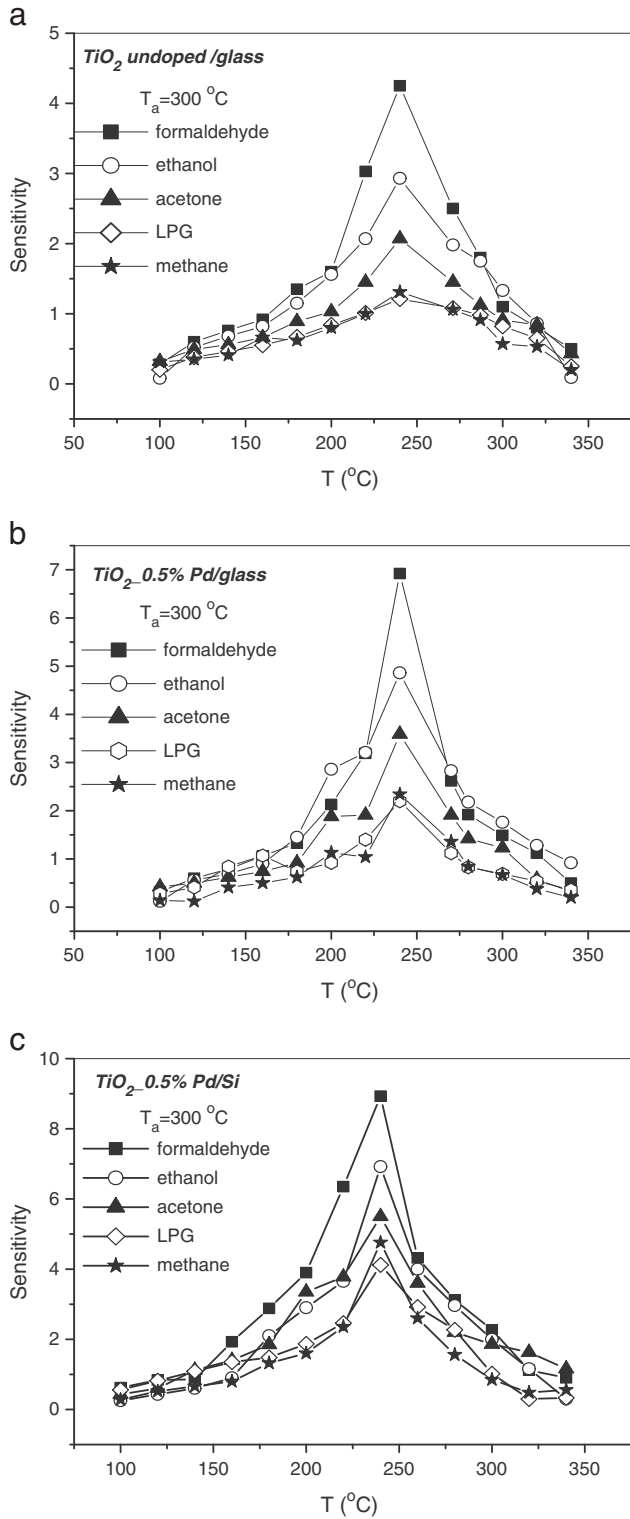 a
5
4
3
2
1
0
Sensitivity
TiO2 undoped /glass
Ta=300 °C
formaldehyde
ethanol
acetone
LPG
methane
50 100 150 200 250 300 350
T (°C)
b
7
6
5
4
3
2
1
0
Sensitivity
TiO2_0.5% Pd/glass
Ta=300 °C
formaldehyde
ethanol
acetone
LPG
methane
50 100 150 200 250 300 350
T (°C)
c
10
8
6
4
2
0
Sensitivity
TiO2_0.5% Pd/Si
Ta=300 °C
formaldehyde
ethanol
acetone
LPG
methane
100 150 200 250 300 350
T (°C)